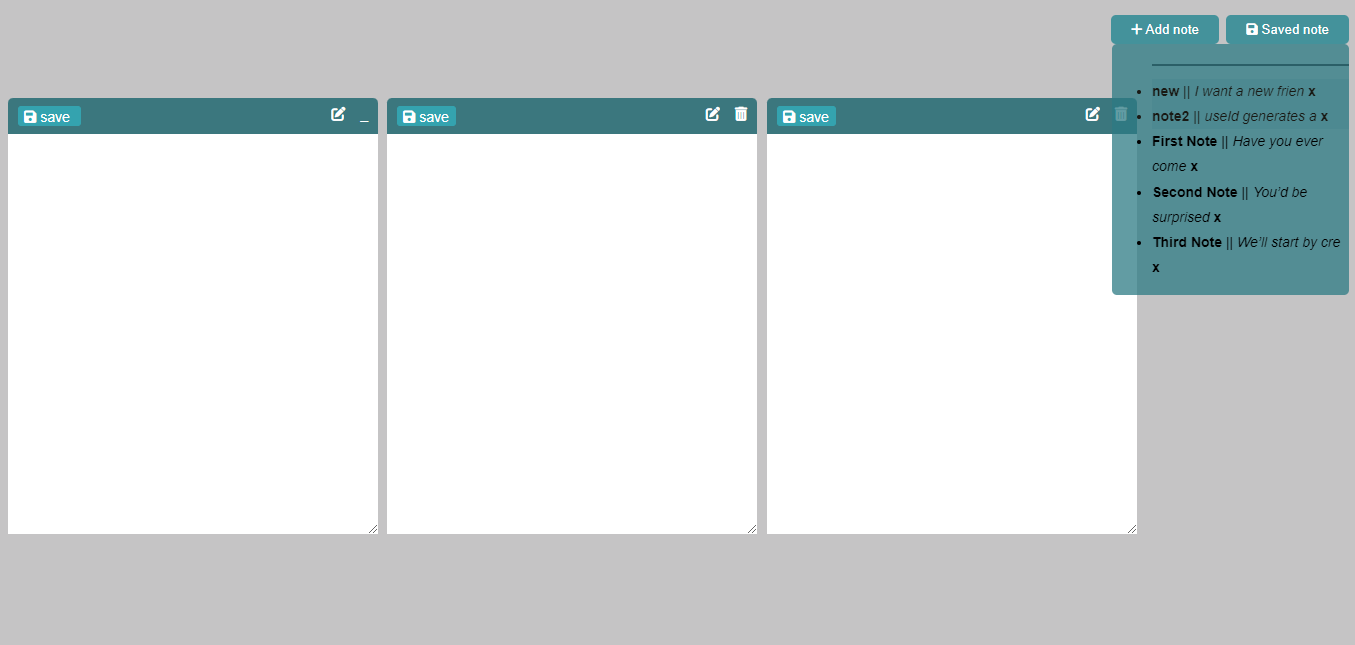 Add note
Saved note
save
_
save
save
new || I want a new frien x
note2 || useId generates a x
First Note || Have you ever
come x
Second Note || You'd be
surprised x
Third Note || We'll start by cre
x